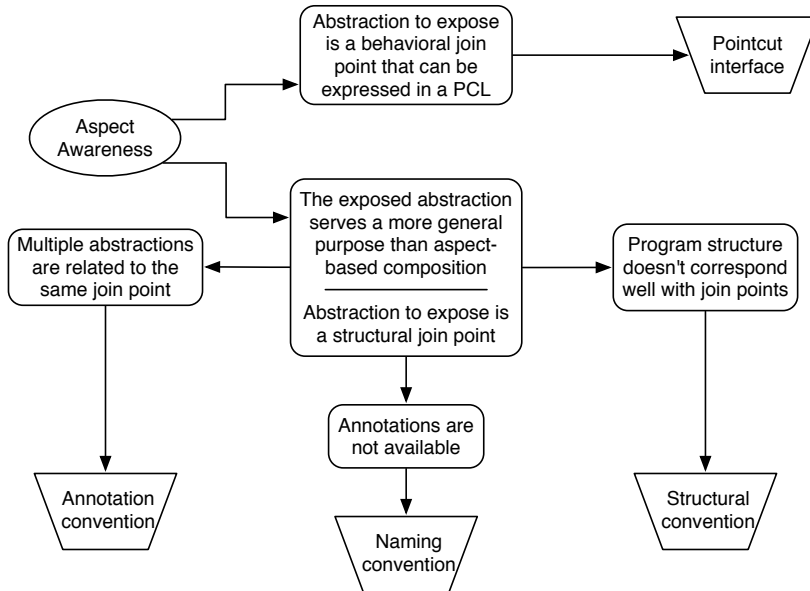 Abstraction to expose
is a behavioral join
point that can be
expressed in a PCL
Pointcut
interface
Aspect
Awareness
The exposed abstraction
serves a more general
purpose than aspect-
based composition
Abstraction to expose is
a structural join point
Multiple abstractions
are related to the
same join point
Program structure
doesn't correspond
well with join points
Annotations are
not available
Annotation
convention
Naming
convention
Structural
convention